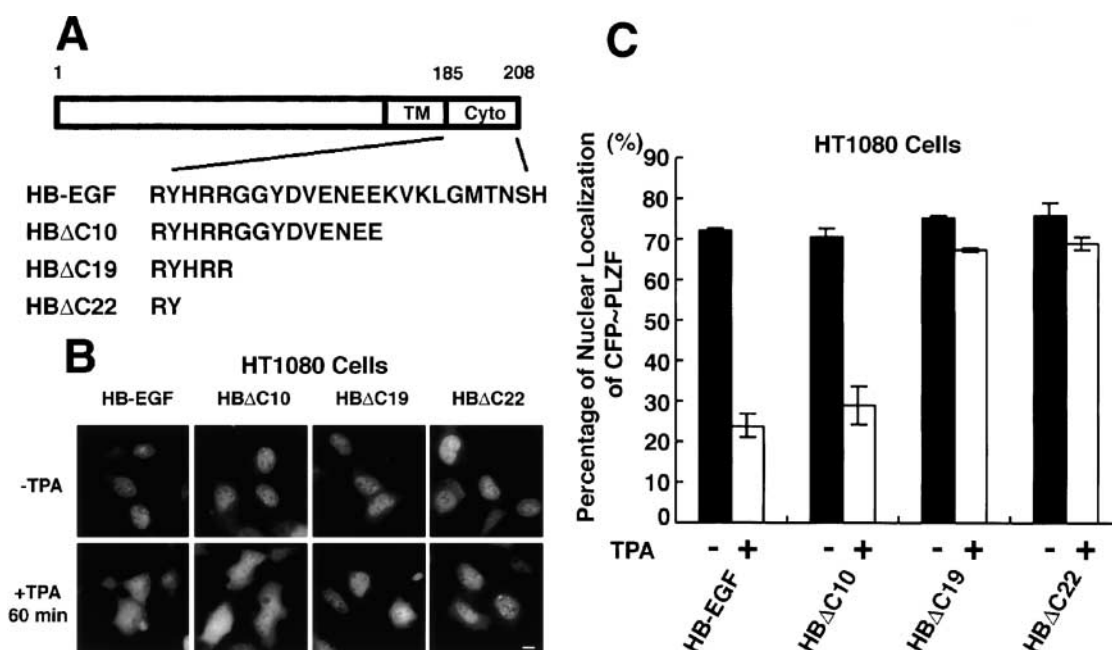 A
1 185 208
TM Cyto
HB-EGF RYHRRGGYDVENEEKVKLGMTNSH
HBΔC10 RYHRRGGYDVENEE
HBΔC19 RYHRR
HBΔC22 RY
B
HT1080 Cells
HB-EGF HBΔC10 HBΔC19 HBΔC22
-TPA
+TPA
60 min
C
(%)
HT1080 Cells
Percentage of Nuclear Localization
of CFP~PLZF
90
80
70
60
50
40
30
20
10
0
TPA - + - + - + - +
HB-EGF
HBΔC10
HBΔC19
HBΔC22